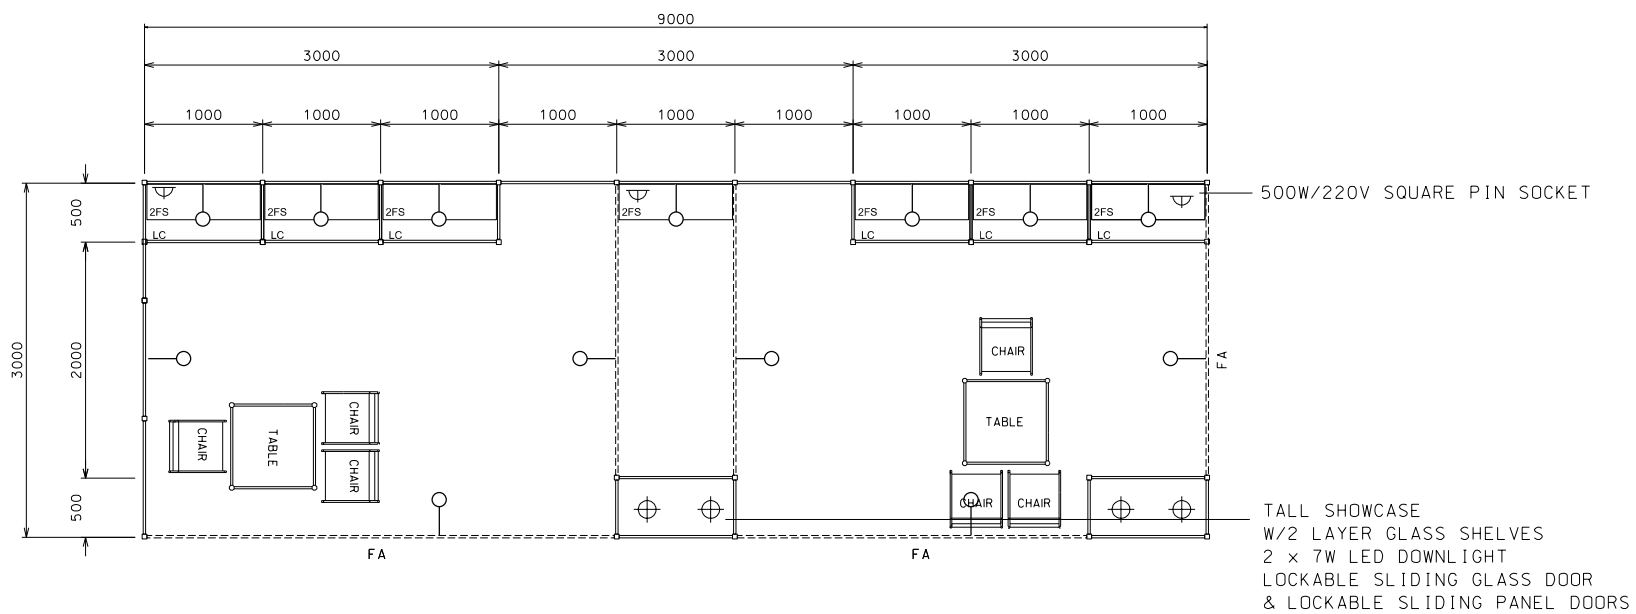 9000
3000 3000 3000
1000 1000 1000 1000 1000 1000 1000 1000 1000
500W/220V SQUARE PIN SOCKET
2FS 2FS 2FS 2FS 2FS 2FS 2FS
LC LC LC LC LC LC
500
3000
2000
500
CHAIR
FA
TABLE
CHAIR
TABLE
CHAIR
CHAIR
CHAIR CHAIR
FA FA
TALL SHOWCASE
W/2 LAYER GLASS SHELVES
2 x 7W LED DOWNLIGHT
LOCKABLE SLIDING GLASS DOOR
& LOCKABLE SLIDING PANEL DOORS